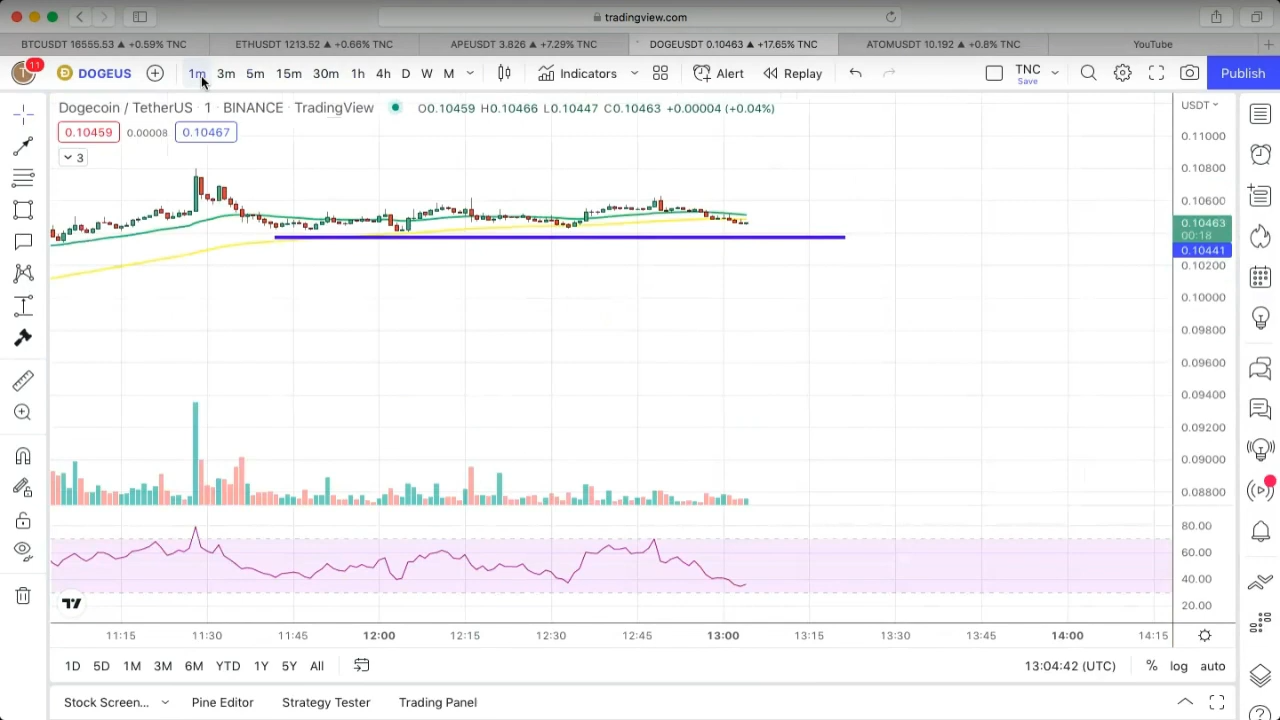 tradingview.com
BTCUSDT 16555.53 ▲ +0.59% TNC
ETHUSDT 1213.52 ▲ +0.66% TNC
APEUSDT 3.826 ▲ +7.29% TNC
DOGEUSDT 0.10463 ▲ +17.65% TNC
ATOMUSDT 10.192 ▲ +0.8% TNC
YouTube
T 11 DOGEUS 1m 3m 5m 15m 30m 1h 4h D W M Indicators Alert Replay TNC Save Publish
Dogecoin / TetherUS · 1 · BINANCE · TradingView O0.10459 H0.10466 L0.10447 C0.10463 +0.00004 (+0.04%)
USDT
0.10459 0.00008 0.10467
3
0.11000
0.10800
0.10600
0.10463
00:18
0.10441
0.10200
0.10000
0.09800
0.09600
0.09400
0.09200
0.09000
0.08800
80.00
60.00
40.00
20.00
11:15 11:30 11:45 12:00 12:15 12:30 12:45 13:00 13:15 13:30 13:45 14:00 14:15
1D 5D 1M 3M 6M YTD 1Y 5Y All 13:04:42 (UTC) % log auto
Stock Screen... Pine Editor Strategy Tester Trading Panel